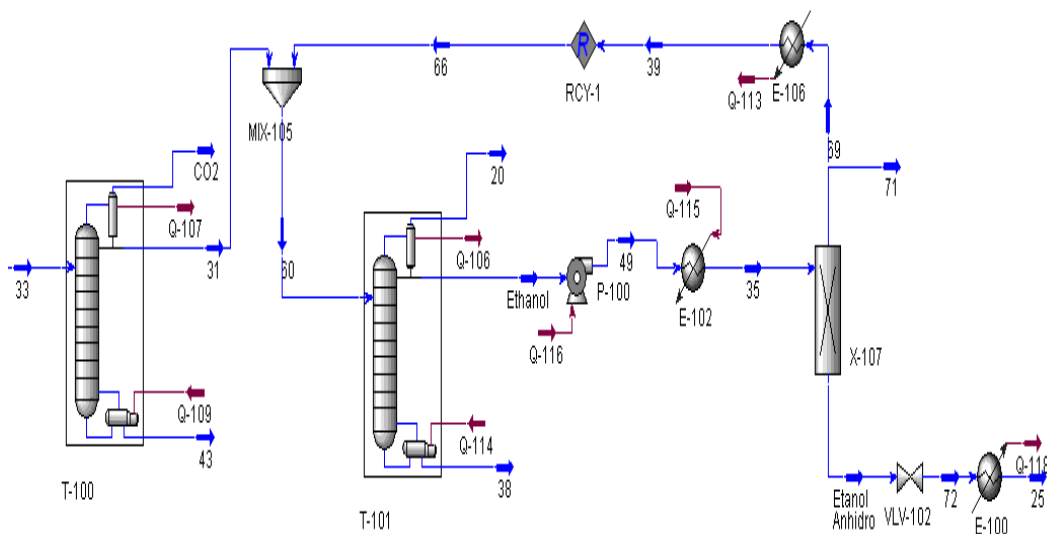 66
R
39
RCY-1
Q-113
E-106
MIX-105
69
71
CO2
20
Q-107
Q-115
33
31
60
Q-106
49
Ethanol
P-100
E-102
35
Q-116
X-107
Q-109
Q-114
43
38
Q-118
T-100
T-101
Etanol
Anhidro
VLV-102
72
E-100
25